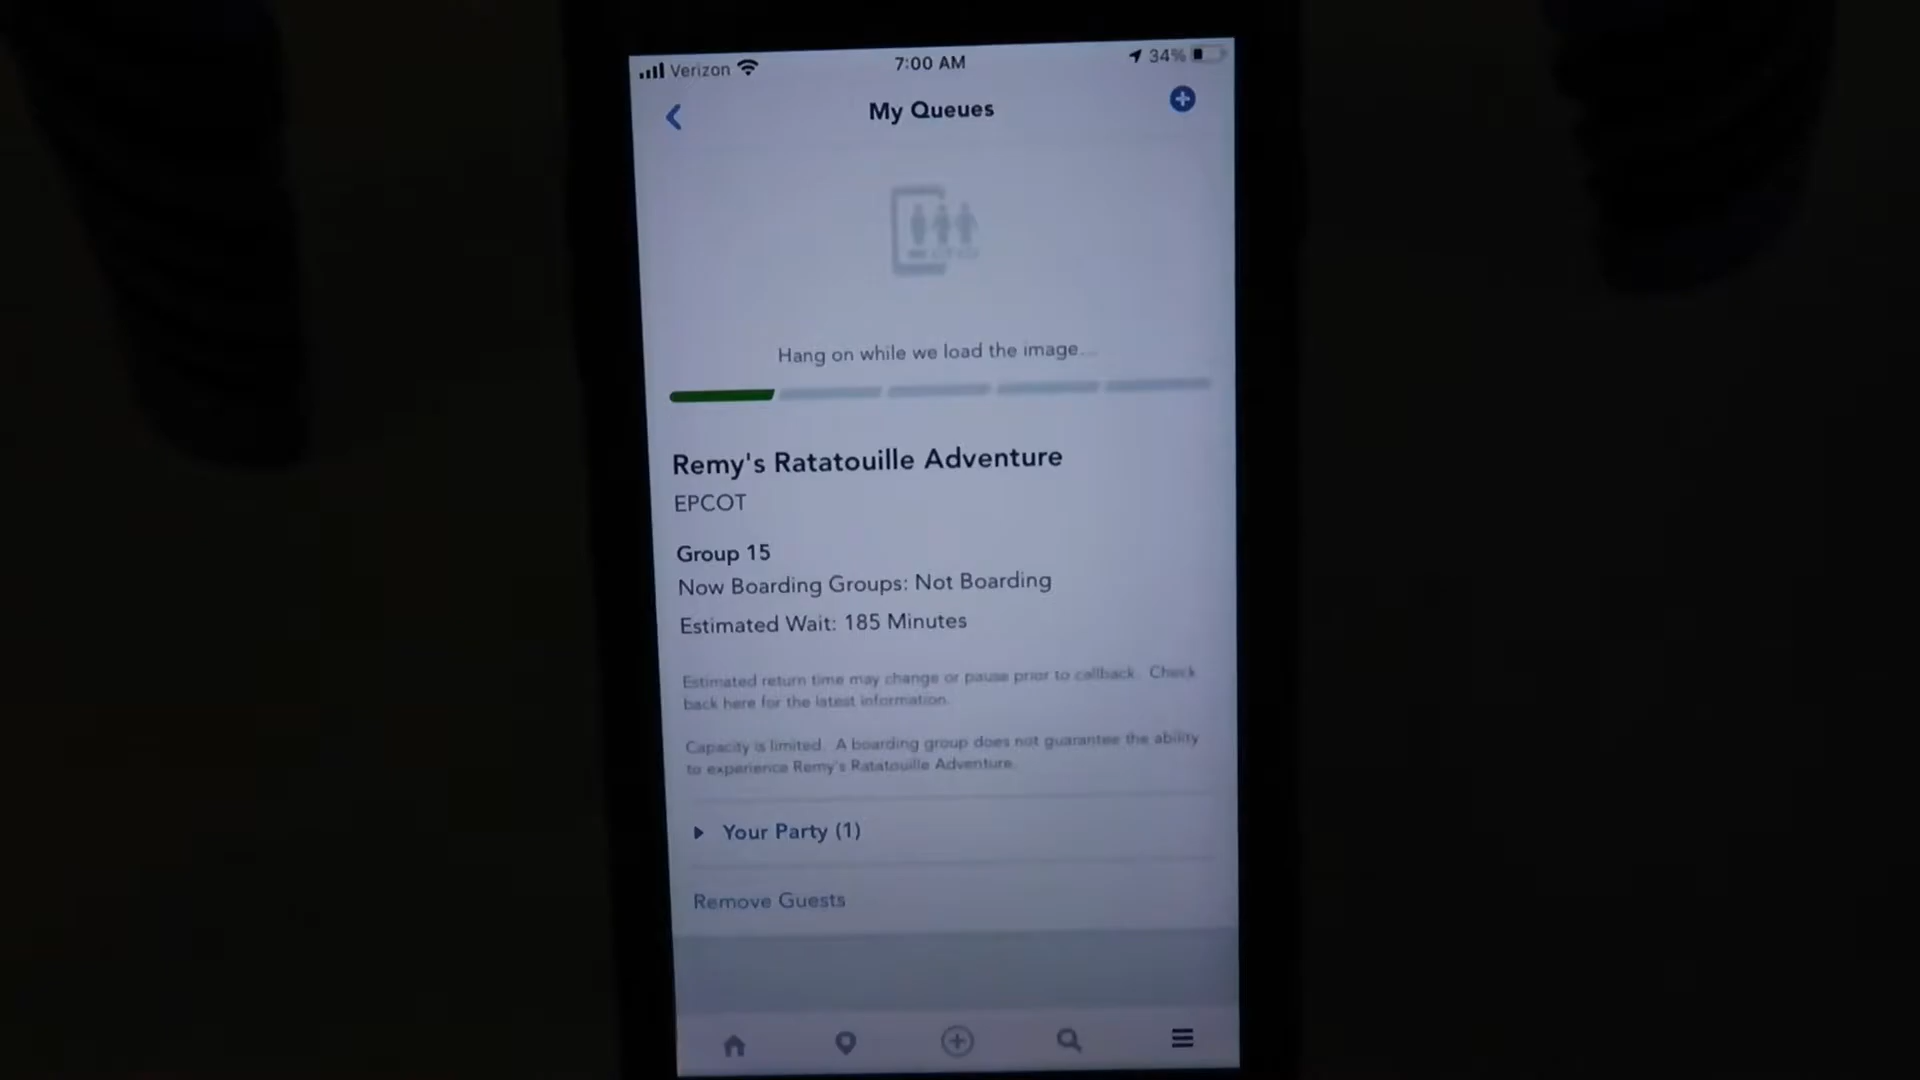 Verizon
7:00 AM
34%
My Queues
Hang on while we load the image...
Remy's Ratatouille Adventure
EPCOT
Group 15
Now Boarding Groups: Not Boarding
Estimated Wait: 185 Minutes
Estimated return time may change or pause prior to callback. Check
back here for the latest information.
Capacity is limited. A boarding group does not guarantee the ability
to experience Remy's Ratatouille Adventure.
Your Party (1)
Remove Guests